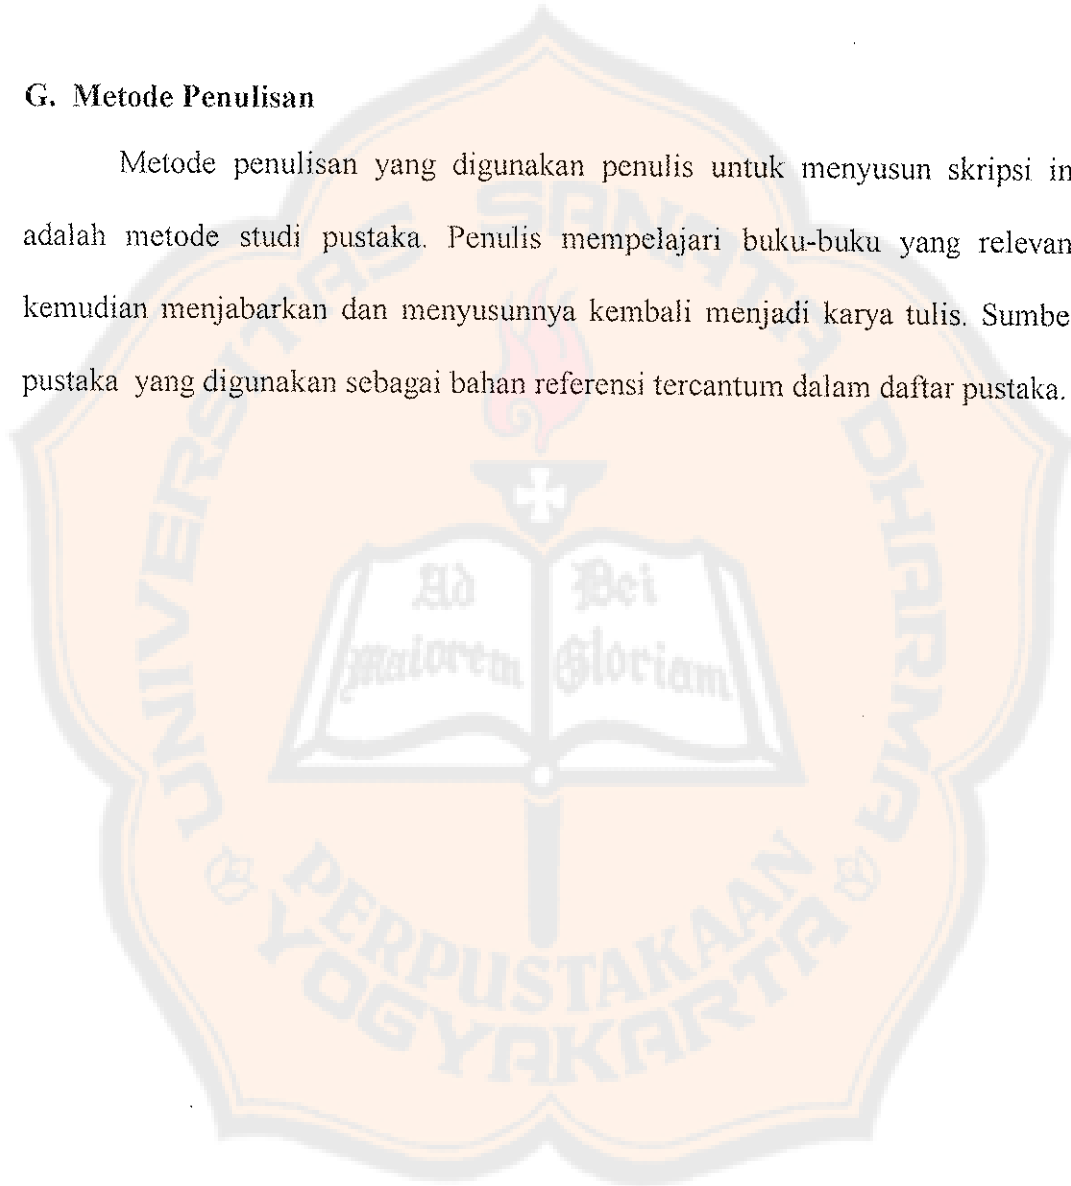 G. Metode Penulisan
Metode penulisan yang digunakan penulis untuk menyusun skripsi in
adalah metode studi pustaka. Penulis mempelajari buku-buku yang relevan
kemudian menjabarkan dan menyusunnya kembali menjadi karya tulis. Sumbe
pustaka yang digunakan sebagai bahan referensi tercantum dalam daftar pustaka.
UNIVERSITAS SANATA DHARMA
Ad Dei
Maiorem Gloriam
PERPUSTAKAAN
YOGYAKARTA